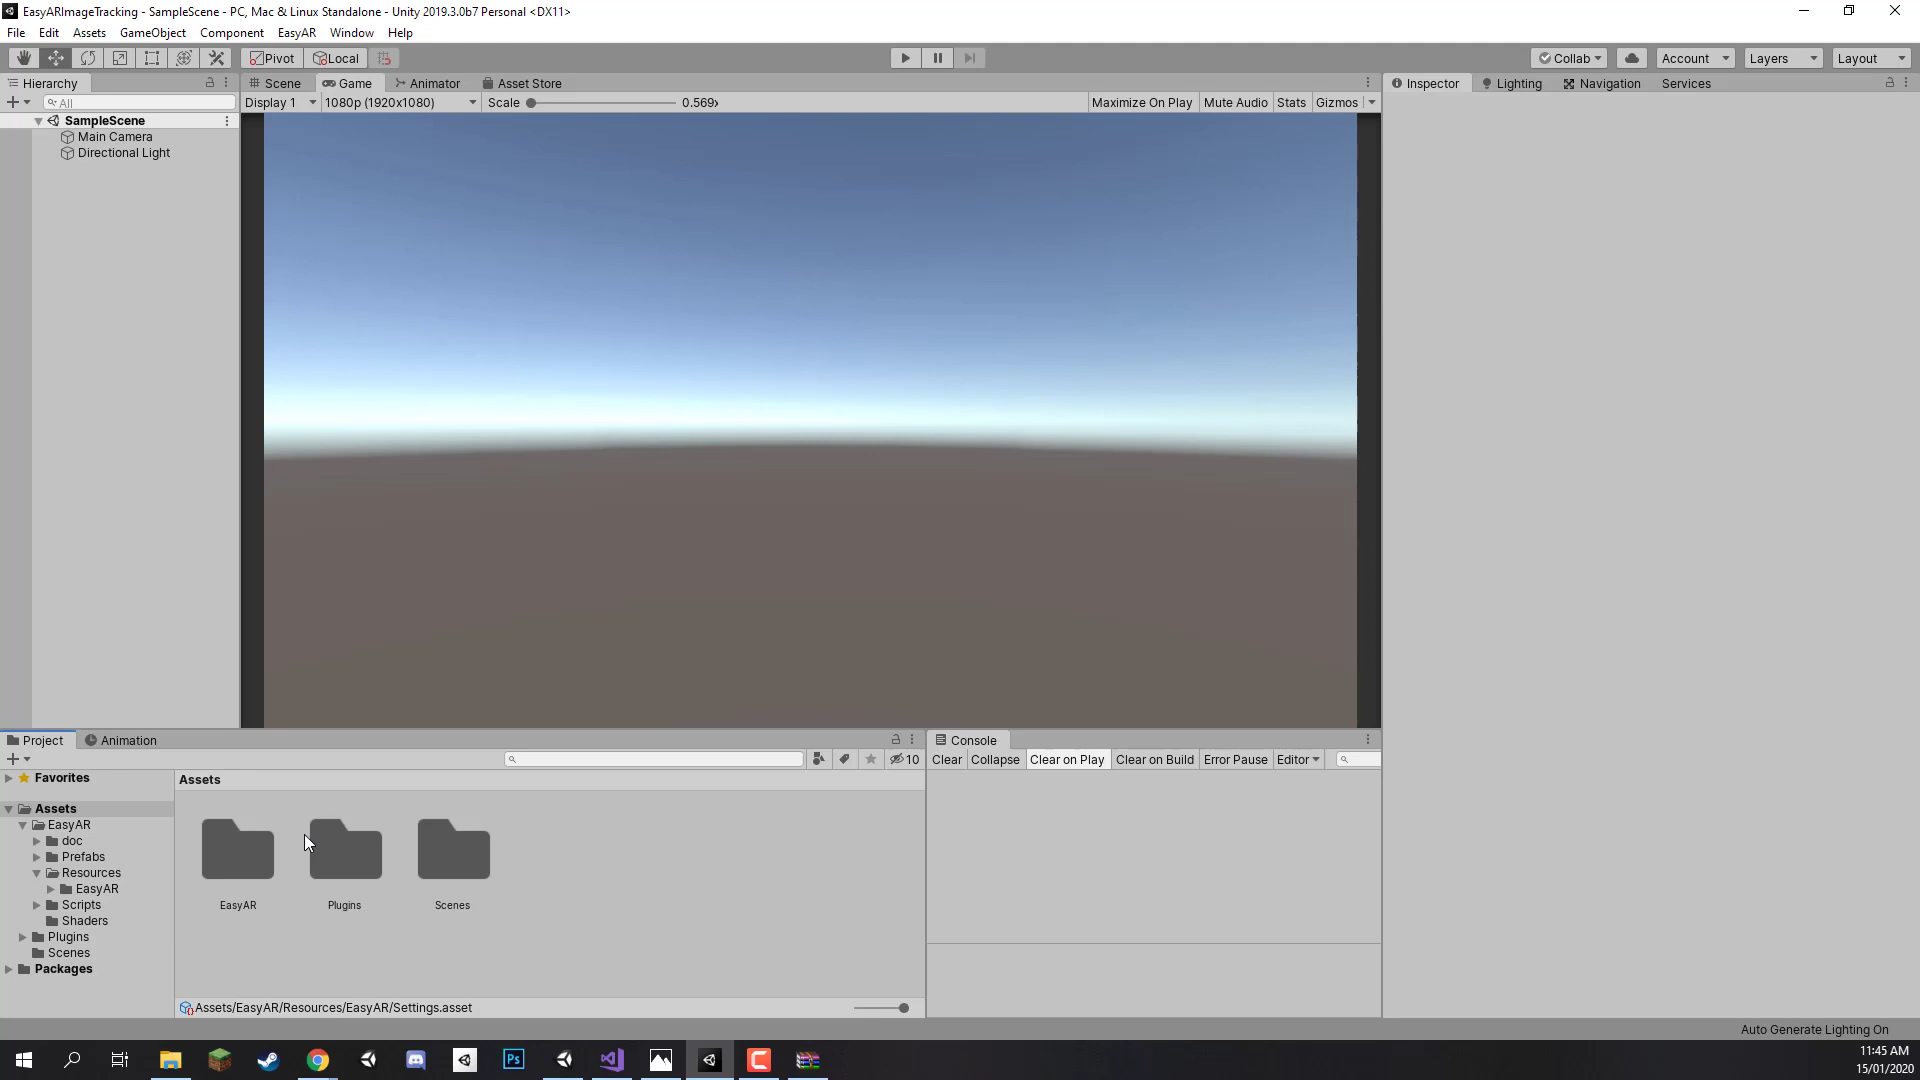 EasyARImageTracking - SampleScene - PC, Mac & Linux Standalone - Unity 2019.3.0b7 Personal <DX11>
File Edit Assets GameObject Component EasyAR Window Help
Pivot Local Collab Account Layers Layout
Hierarchy Scene Game Animator Asset Store Inspector Lighting Navigation Services
All Display 1 1080p (1920x1080) Scale 0.569x Maximize On Play Mute Audio Stats Gizmos
SampleScene
Main Camera
Directional Light
Project Animation Console
10 Clear Collapse Clear on Play Clear on Build Error Pause Editor
Favorites Assets
Assets
EasyAR
doc
Prefabs
Resources
EasyAR
Scripts
Shaders
Plugins
Scenes
Packages
EasyAR Plugins Scenes
Assets/EasyAR/Resources/EasyAR/Settings.asset
Auto Generate Lighting On
Ps
11:45 AM
15/01/2020